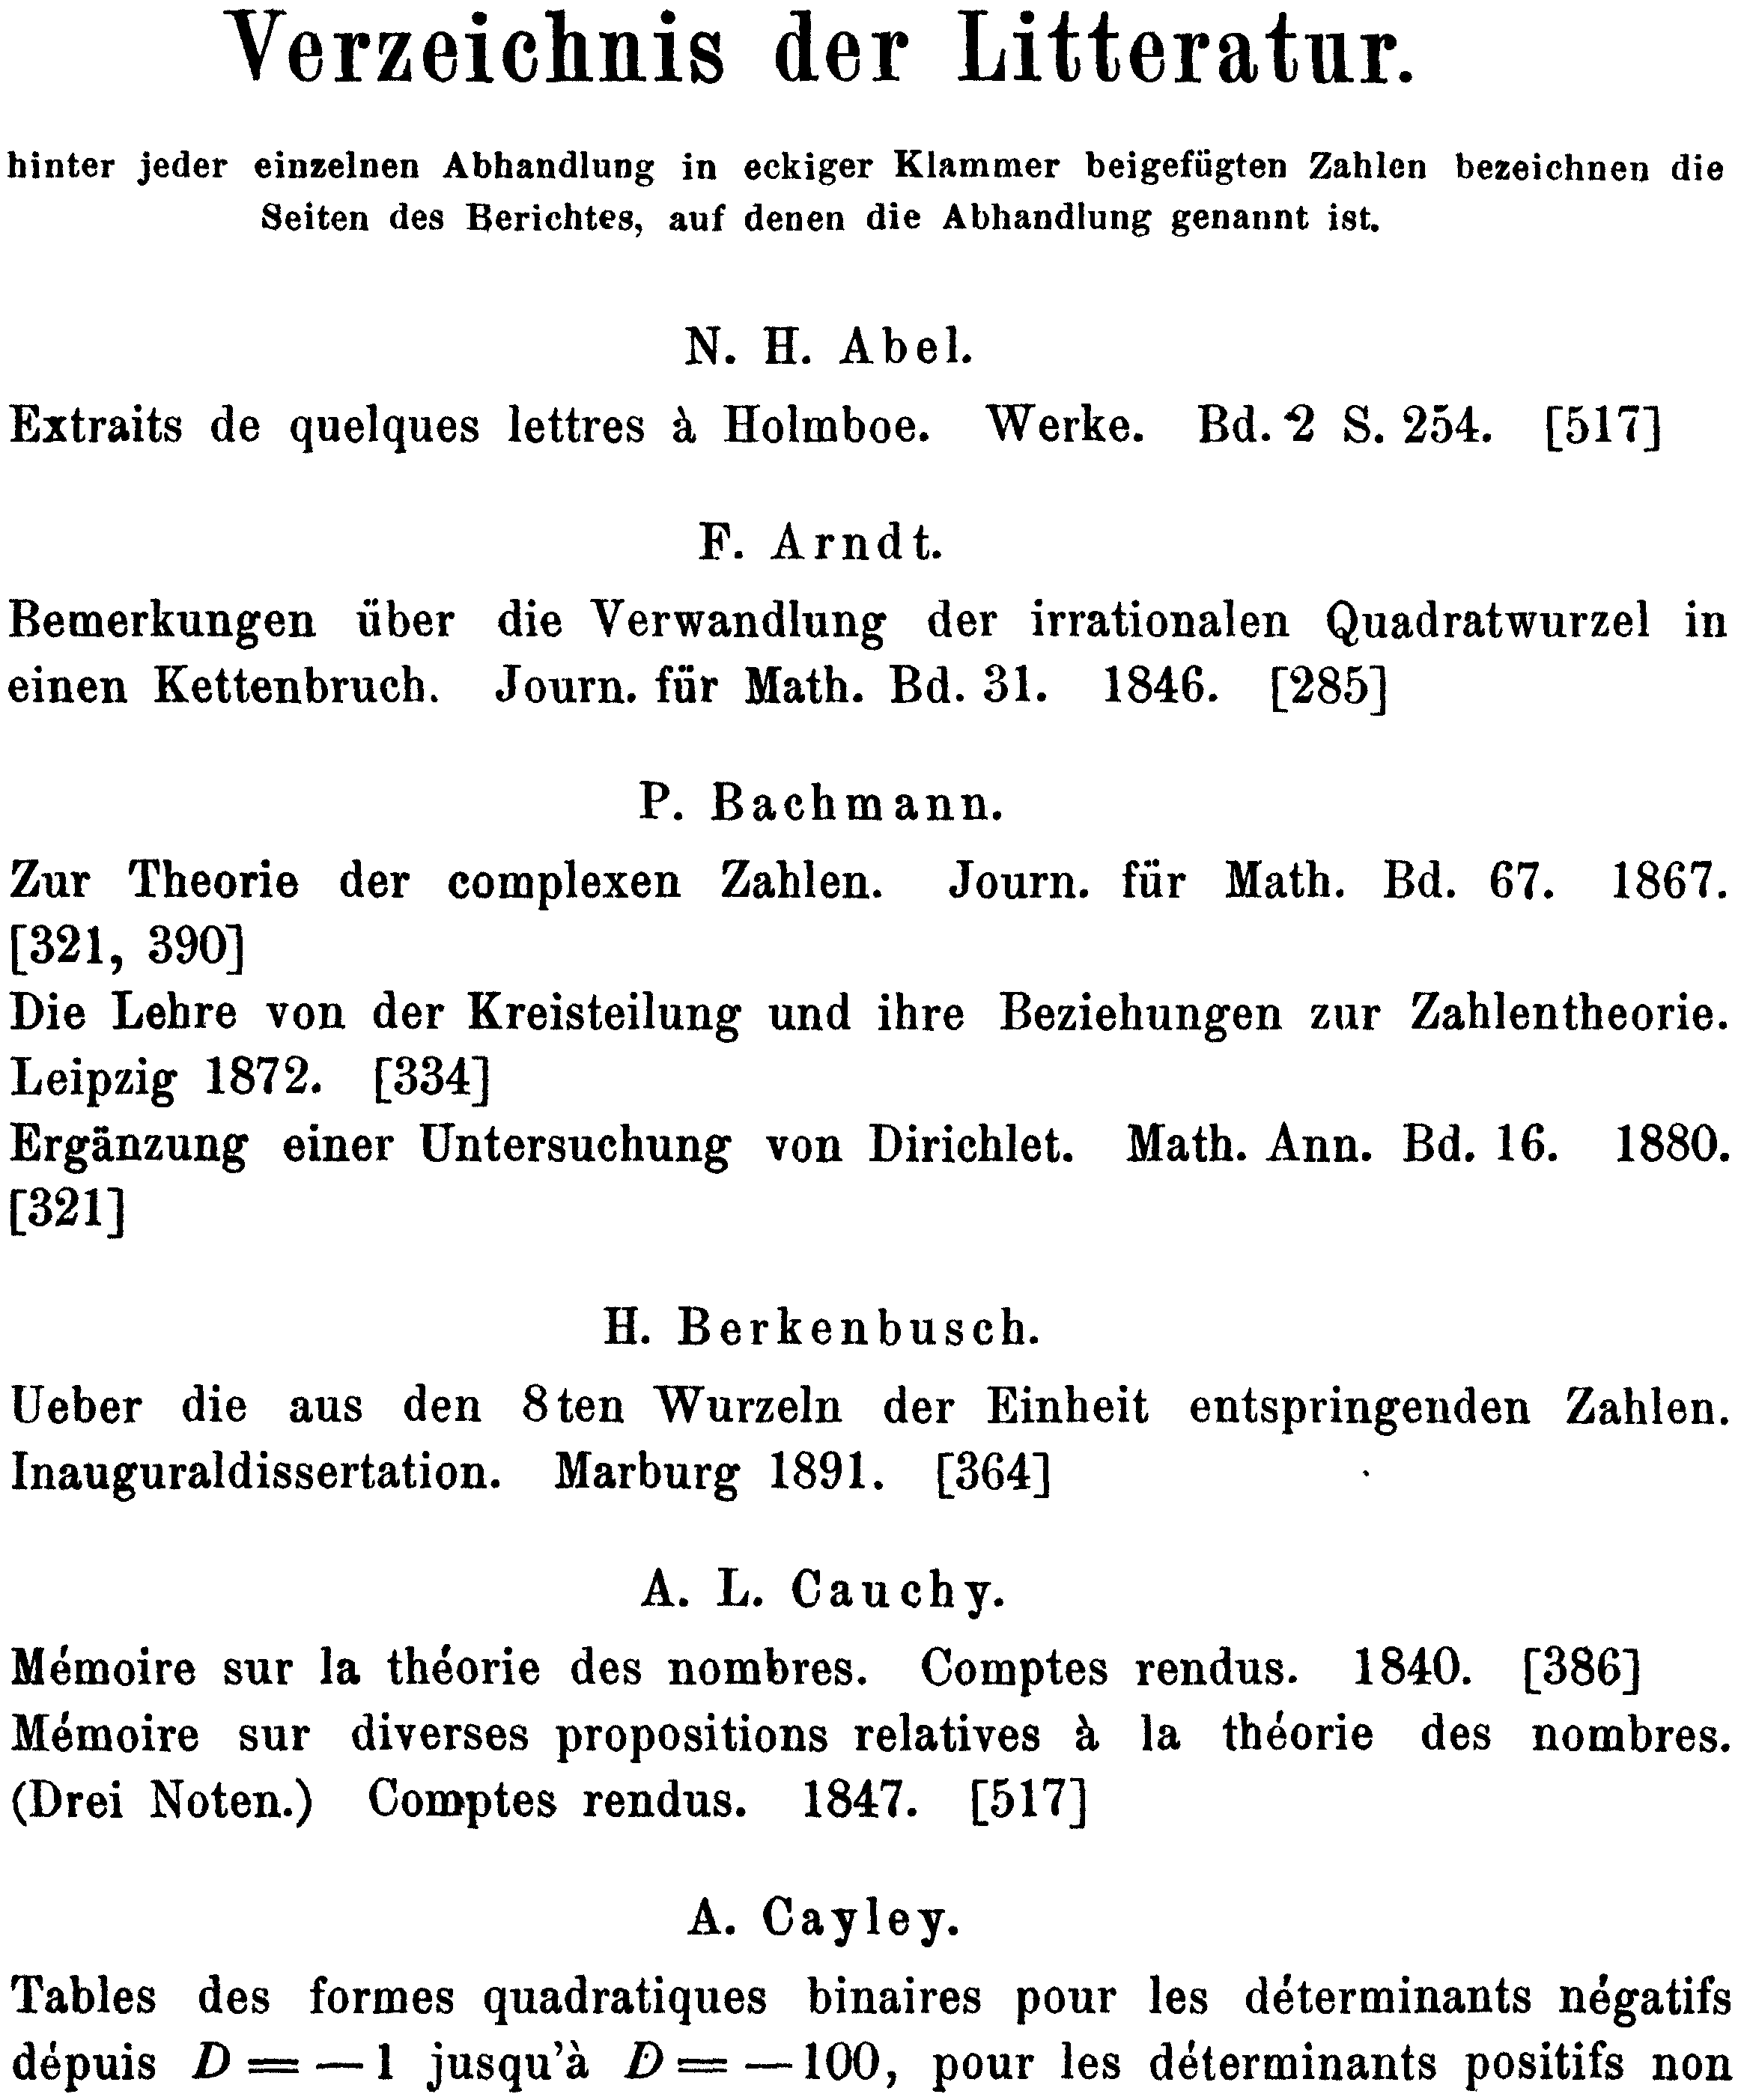 Verzeichnis der Litteratur.
hinter jeder einzelnen Abhandlung in eckiger Klammer beigefügten Zahlen bezeichnen die
Seiten des Berichtes, auf denen die Abhandlung genannt ist.
N. H. Abel.
Extraits de quelques lettres à Holmboe. Werke. Bd. 2 S. 254. [517]
F. Arndt.
Bemerkungen über die Verwandlung der irrationalen Quadratwurzel in
einen Kettenbruch. Journ. für Math. Bd. 31. 1846. [285]
P. Bachmann.
Zur Theorie der complexen Zahlen. Journ. für Math. Bd. 67. 1867.
[321, 390]
Die Lehre von der Kreisteilung und ihre Beziehungen zur Zahlentheorie.
Leipzig 1872. [334]
Ergänzung einer Untersuchung von Dirichlet. Math. Ann. Bd. 16. 1880.
[321]
H. Berkenbusch.
Ueber die aus den 8ten Wurzeln der Einheit entspringenden Zahlen.
Inauguraldissertation. Marburg 1891. [364]
A. L. Cauchy.
Mémoire sur la théorie des nombres. Comptes rendus. 1840. [386]
Mémoire sur diverses propositions relatives à la théorie des nombres.
(Drei Noten.) Comptes rendus. 1847. [517]
A. Cayley.
Tables des formes quadratiques binaires pour les déterminants négatifs
dépuis D = — 1 jusqu'à D = — 100, pour les déterminants positifs non